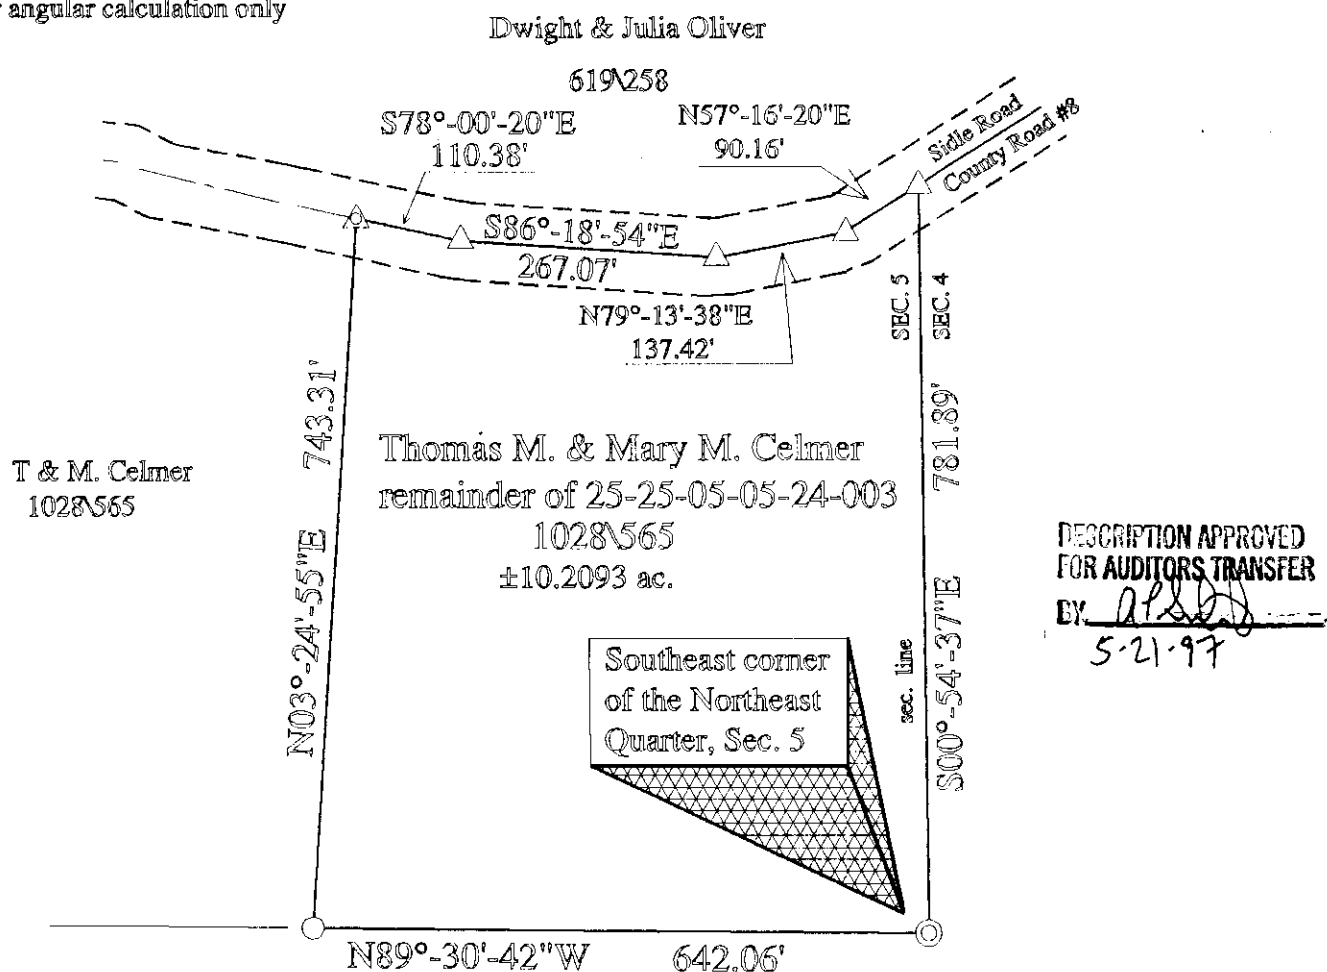 angular calculation only
Dwight & Julia Oliver
619\258
S78°-00'-20"E
110.38'
N57°-16'-20"E
90.16'
Sidle Road
County Road #8
S86°-18'-54"E
267.07'
N79°-13'-38"E
137.42'
SEC. 5
SEC. 4
743.31'
N03°-24'-55"E
781.89'
S00°-54'-37"E
sec. line
T & M. Celmer
1028\565
Thomas M. & Mary M. Celmer
remainder of 25-25-05-05-24-003
1028\565
±10.2093 ac.
DESCRIPTION APPROVED
FOR AUDITORS TRANSFER
BY
5-21-97
Southeast corner
of the Northeast
Quarter, Sec. 5
N89°-30'-42"W 642.06'